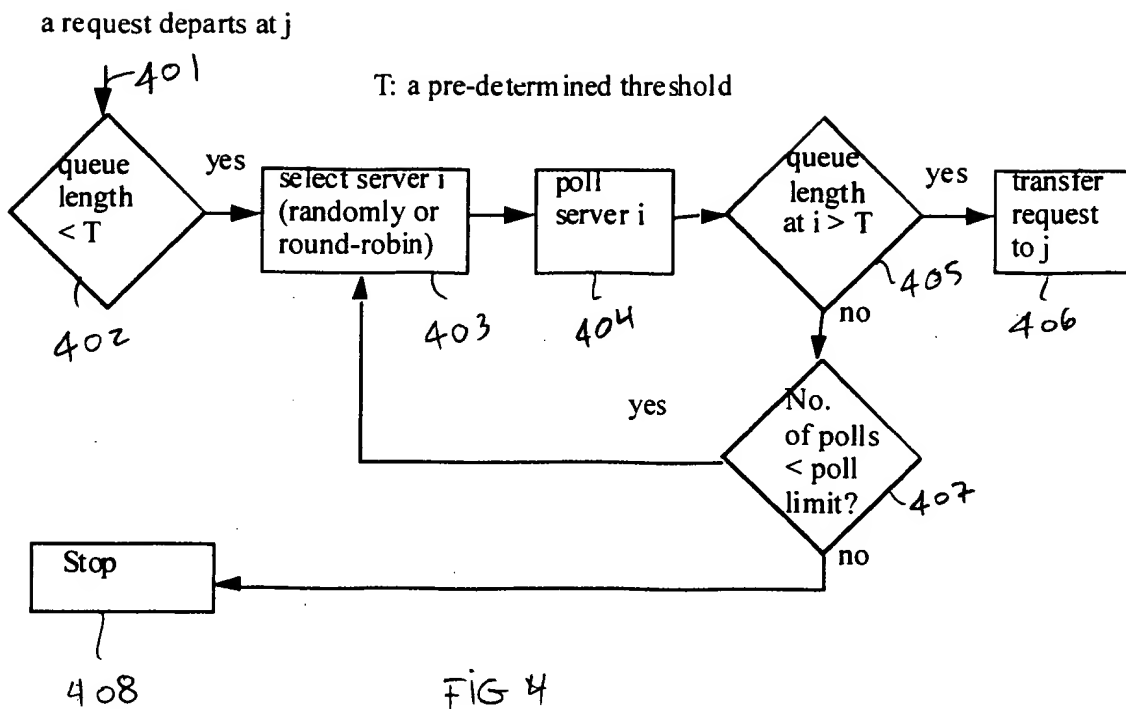 a request departs at j
401
T: a pre-determined threshold
queue
length
< T
402
yes
select server i
(randomly or
round-robin)
403
poll
server i
404
queue
length
at i > T
405
yes
transfer
request
to j
406
no
No.
of polls
< poll
limit?
407
yes
no
Stop
408
FIG 4